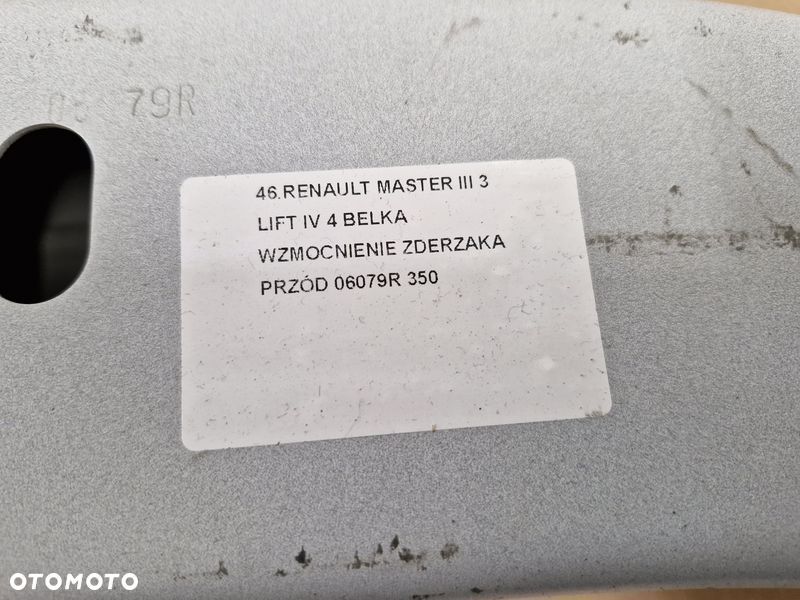 79R
46.RENAULT MASTER III 3
LIFT IV 4 BELKA
WZMOCNIENIE ZDERZAKA
PRZÓD 06079R 350
OTOMOTO